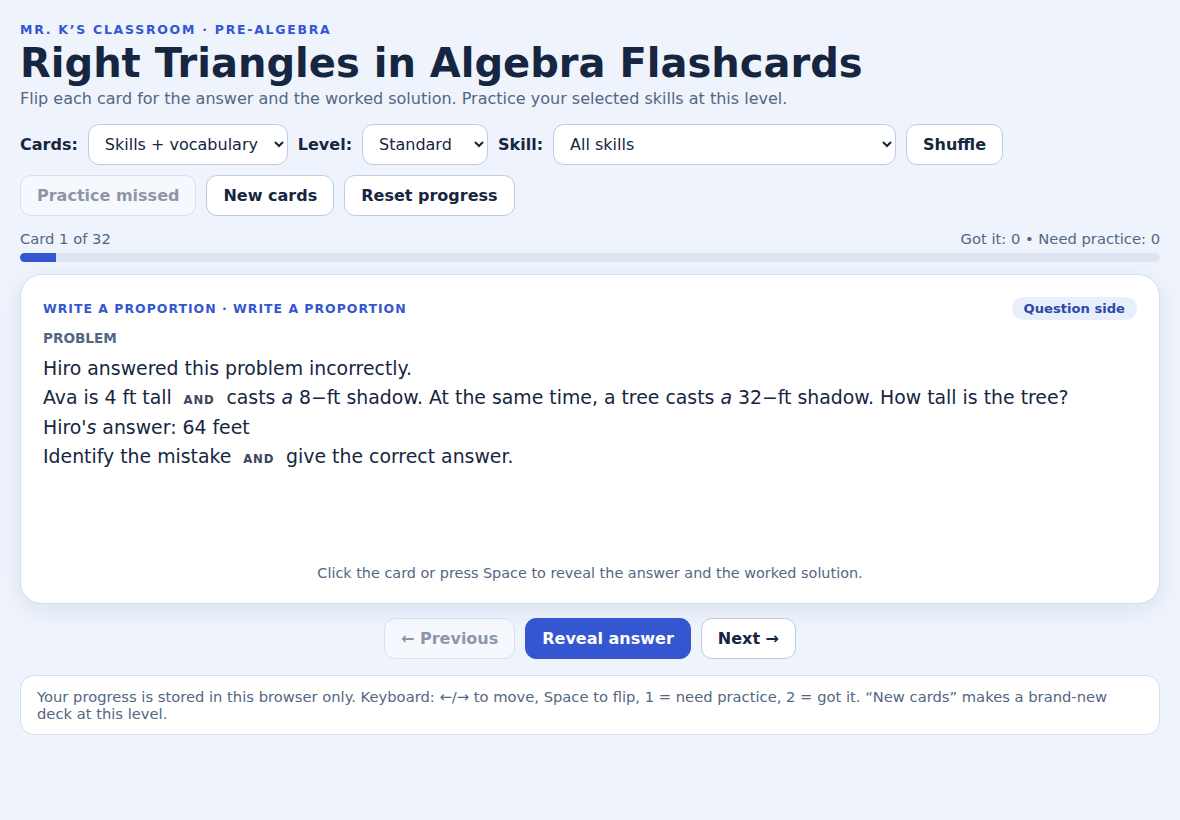 MR. K’S CLASSROOM · PRE-ALGEBRA
Right Triangles in Algebra Flashcards
Flip each card for the answer and the worked solution. Practice your selected skills at this level.
Cards: Skills + vocabulary Level: Standard Skill: All skills Shuffle
Practice missed New cards Reset progress
Card 1 of 32 Got it: 0 • Need practice: 0
WRITE A PROPORTION · WRITE A PROPORTION Question side
PROBLEM
Hiro answered this problem incorrectly.
Ava is 4 ft tall AND casts a 8−ft shadow. At the same time, a tree casts a 32−ft shadow. How tall is the tree?
Hiro's answer: 64 feet
Identify the mistake AND give the correct answer.
Click the card or press Space to reveal the answer and the worked solution.
← Previous Reveal answer Next →
Your progress is stored in this browser only. Keyboard: ←/→ to move, Space to flip, 1 = need practice, 2 = got it. “New cards” makes a brand-new
deck at this level.